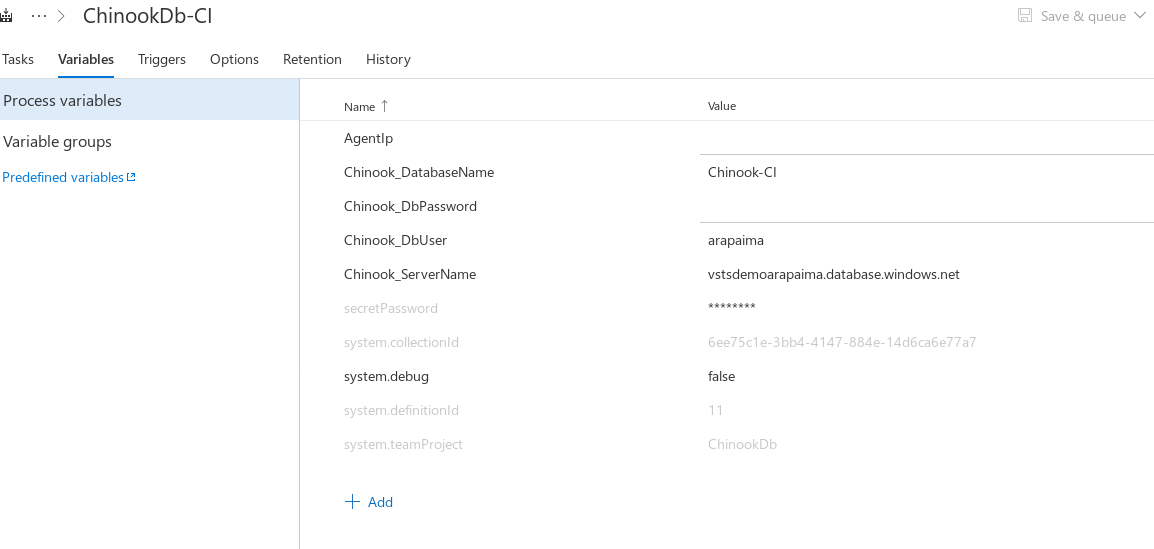 ··· > ChinookDb-CI Save & queue
Tasks Variables Triggers Options Retention History
Process variables
Variable groups
Predefined variables
Name ↑ Value
AgentIp
Chinook_DatabaseName Chinook-CI
Chinook_DbPassword
Chinook_DbUser arapaima
Chinook_ServerName vstsdemoarapaima.database.windows.net
secretPassword ********
system.collectionId 6ee75c1e-3bb4-4147-884e-14d6ca6e77a7
system.debug false
system.definitionId 11
system.teamProject ChinookDb
+ Add